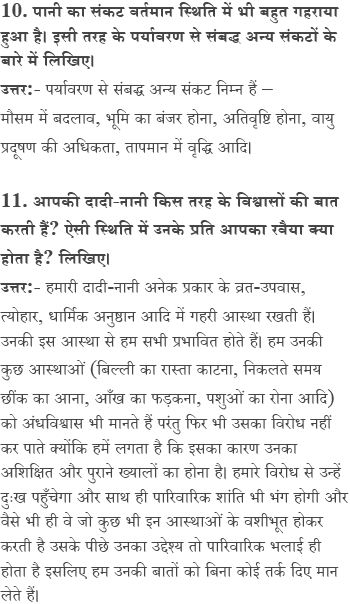 10. पानी का संकट वर्तमान स्थिति में भी बहुत गहराया
हुआ है। इसी तरह के पर्यावरण से संबद्ध अन्य संकटों के
बारे में लिखिए।
उत्तर:- पर्यावरण से संबद्ध अन्य संकट निम्न हैं –
मौसम में बदलाव, भूमि का बंजर होना, अतिवृष्टि होना, वायु
प्रदूषण की अधिकता, तापमान में वृद्धि आदि।
11. आपकी दादी-नानी किस तरह के विश्वासों की बात
करती हैं? ऐसी स्थिति में उनके प्रति आपका रवैया क्या
होता है? लिखिए।
उत्तर:- हमारी दादी-नानी अनेक प्रकार के व्रत-उपवास,
त्योहार, धार्मिक अनुष्ठान आदि में गहरी आस्था रखती हैं।
उनकी इस आस्था से हम सभी प्रभावित होते हैं। हम उनकी
कुछ आस्थाओं (बिल्ली का रास्ता काटना, निकलते समय
छींक का आना, आँख का फड़कना, पशुओं का रोना आदि)
को अंधविश्वास भी मानते हैं परंतु फिर भी उसका विरोध नहीं
कर पाते क्योंकि हमें लगता है कि इसका कारण उनका
अशिक्षित और पुराने ख्यालों का होना है। हमारे विरोध से उन्हें
दुःख पहुँचेगा और साथ ही पारिवारिक शांति भी भंग होगी और
वैसे भी ही वे जो कुछ भी इन आस्थाओं के वशीभूत होकर
करती है उसके पीछे उनका उद्देश्य तो पारिवारिक भलाई ही
होता है इसलिए हम उनकी बातों को बिना कोई तर्क दिए मान
लेते हैं।